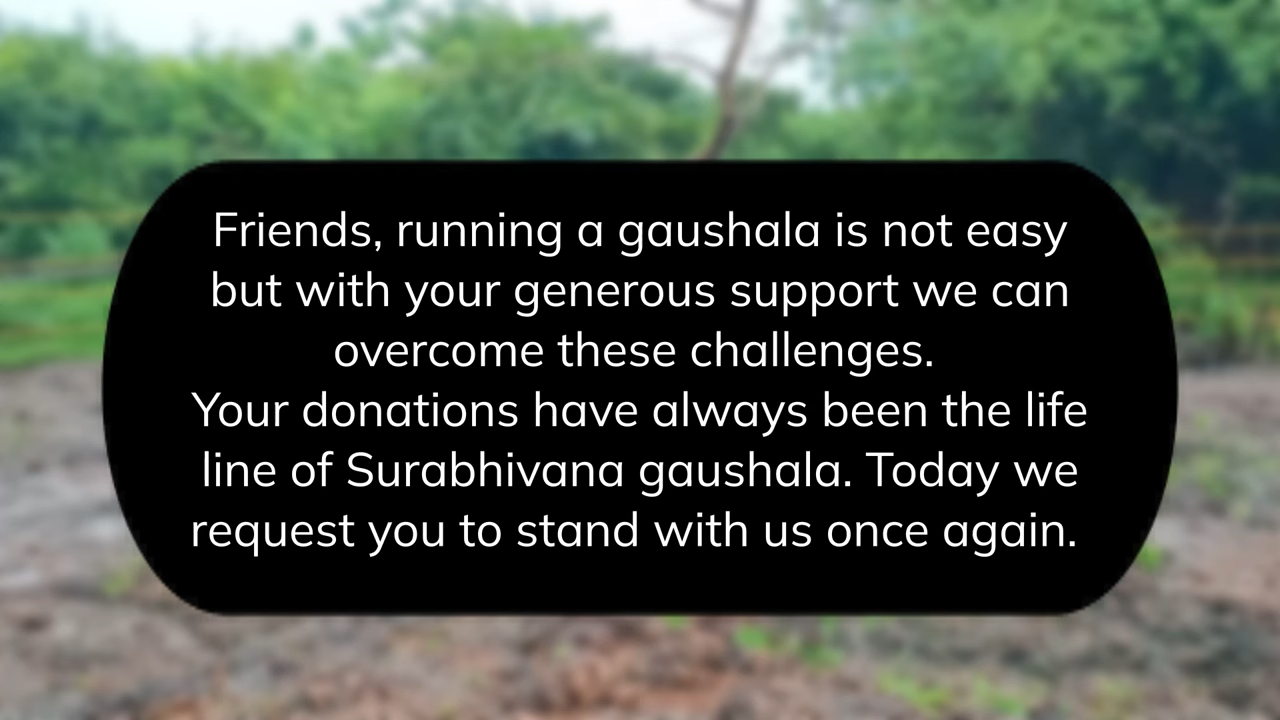 Friends, running a gaushala is not easy
but with your generous support we can
overcome these challenges.
Your donations have always been the life
line of Surabhivana gaushala. Today we
request you to stand with us once again.